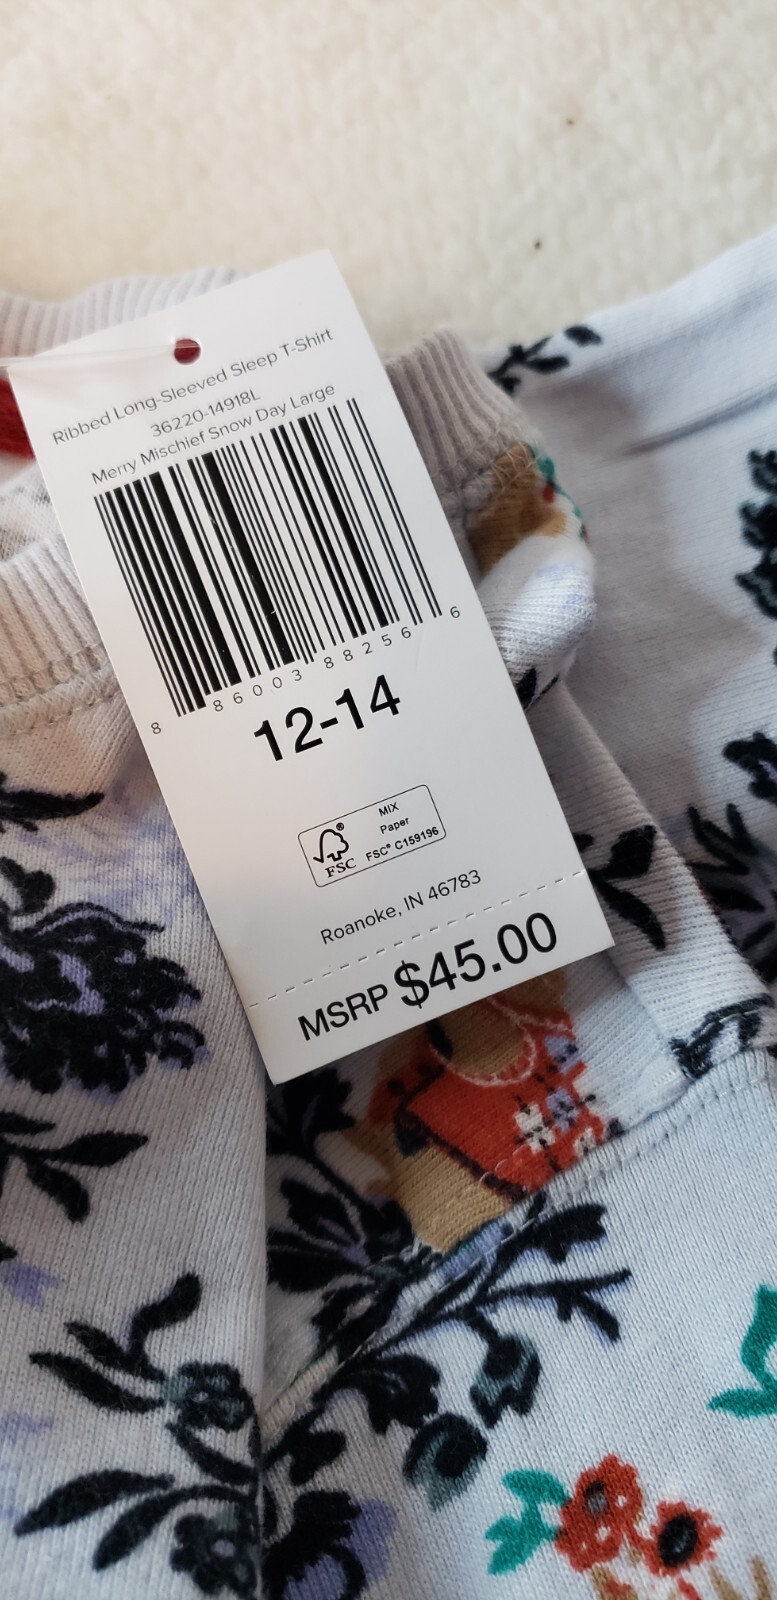 Ribbed Long-Sleeved Sleep T-Shirt
36220-14918L
Merry Mischief Snow Day Large
8 86003 88256 6
12-14
FSC®
MIX
Paper
FSC® C159196
Roanoke, IN 46783
MSRP $45.00